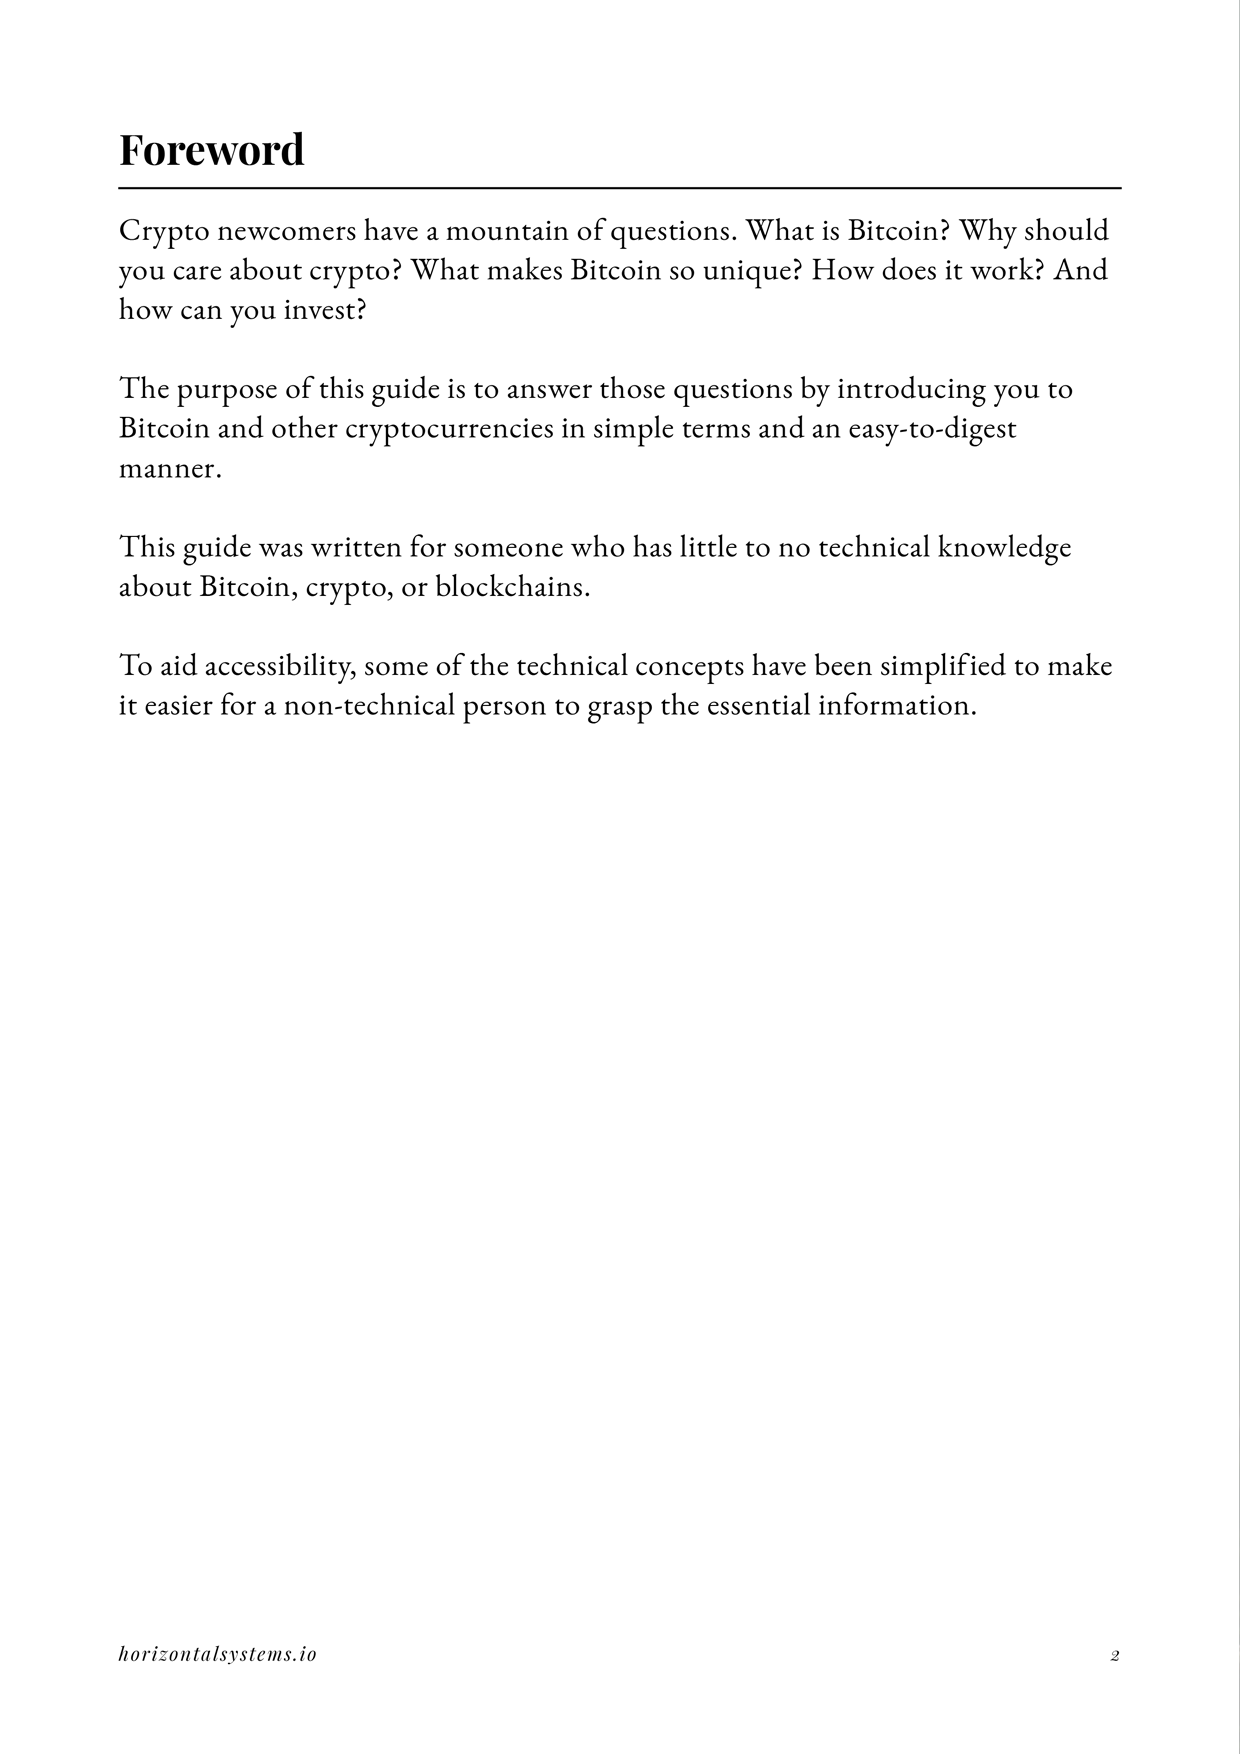 Foreword
Crypto newcomers have a mountain of questions. What is Bitcoin? Why should
you care about crypto? What makes Bitcoin so unique? How does it work? And
how can you invest?
The purpose of this guide is to answer those questions by introducing you to
Bitcoin and other cryptocurrencies in simple terms and an easy-to-digest
manner.
This guide was written for someone who has little to no technical knowledge
about Bitcoin, crypto, or blockchains.
To aid accessibility, some of the technical concepts have been simplified to make
it easier for a non-technical person to grasp the essential information.
horizontalsystems.io 2